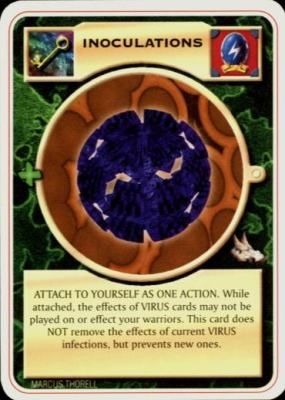 INOCULATIONS
ATTACH TO YOURSELF AS ONE ACTION. While
attached, the effects of VIRUS cards may not be
played on or effect your warriors. This card does
NOT remove the effects of current VIRUS
infections, but prevents new ones.
MARCUS THORELL